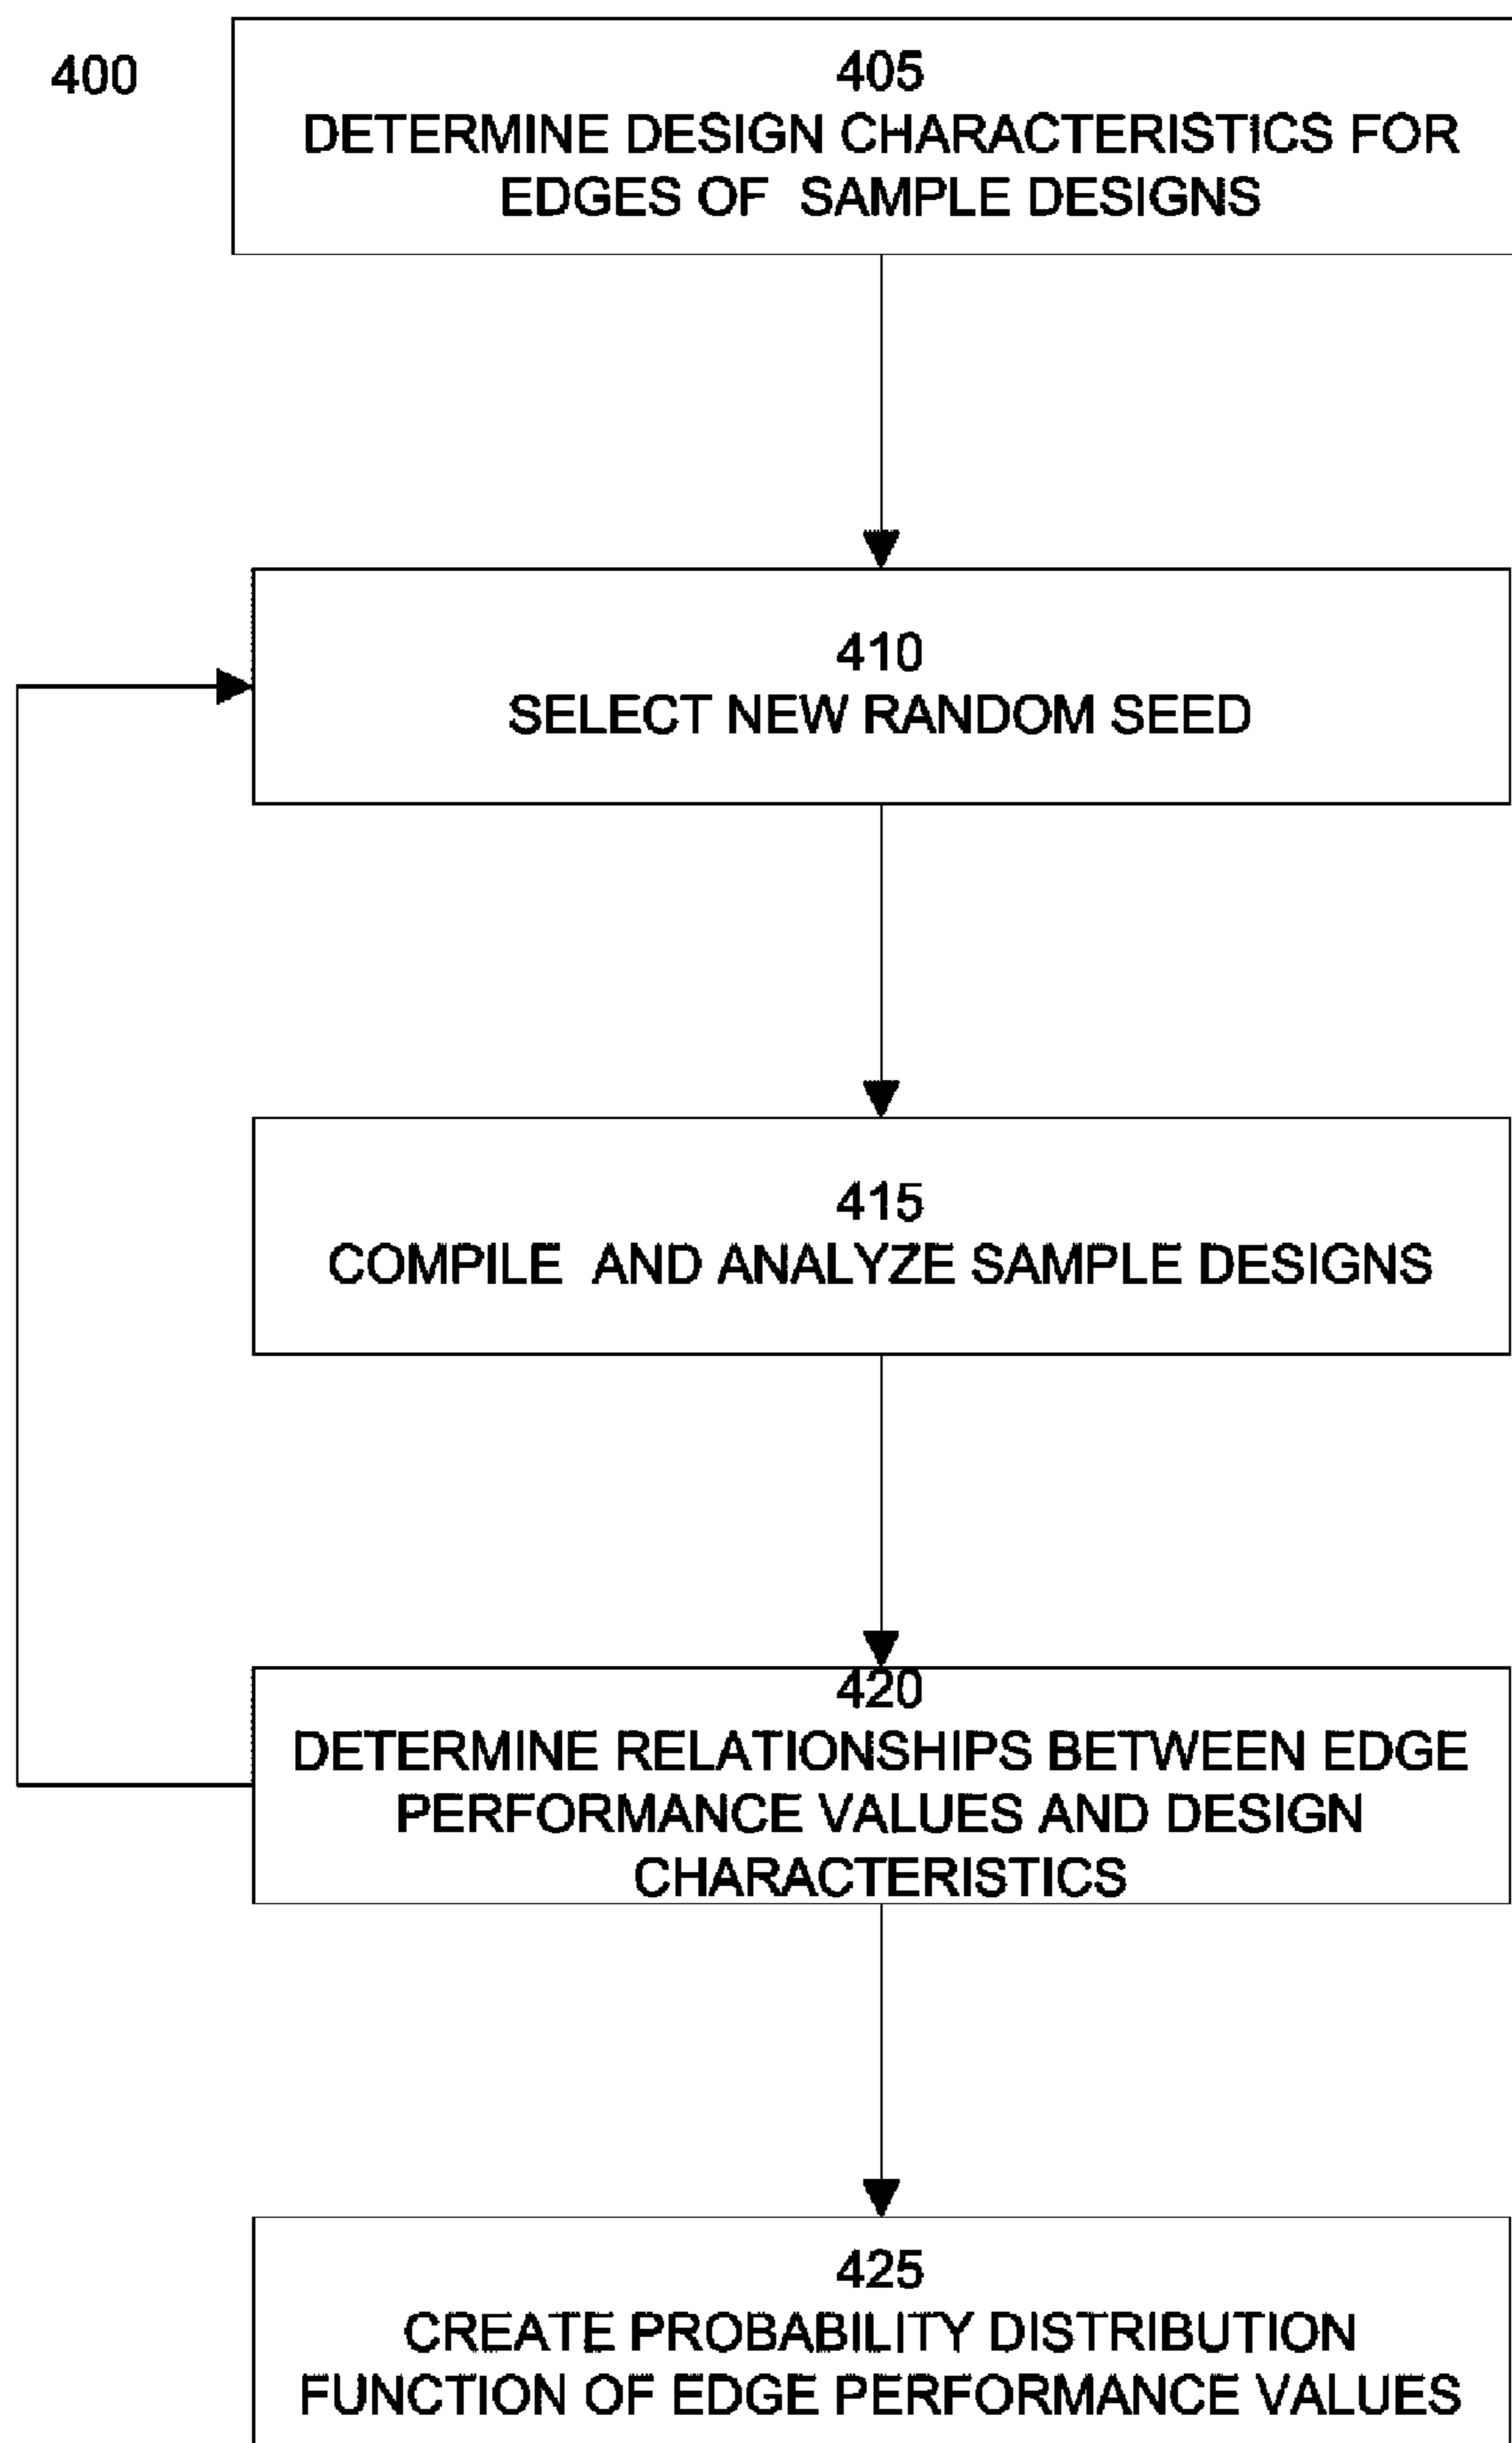 400
405
DETERMINE DESIGN CHARACTERISTICS FOR
EDGES OF SAMPLE DESIGNS
410
SELECT NEW RANDOM SEED
415
COMPILE AND ANALYZE SAMPLE DESIGNS
420
DETERMINE RELATIONSHIPS BETWEEN EDGE
PERFORMANCE VALUES AND DESIGN
CHARACTERISTICS
425
CREATE PROBABILITY DISTRIBUTION
FUNCTION OF EDGE PERFORMANCE VALUES